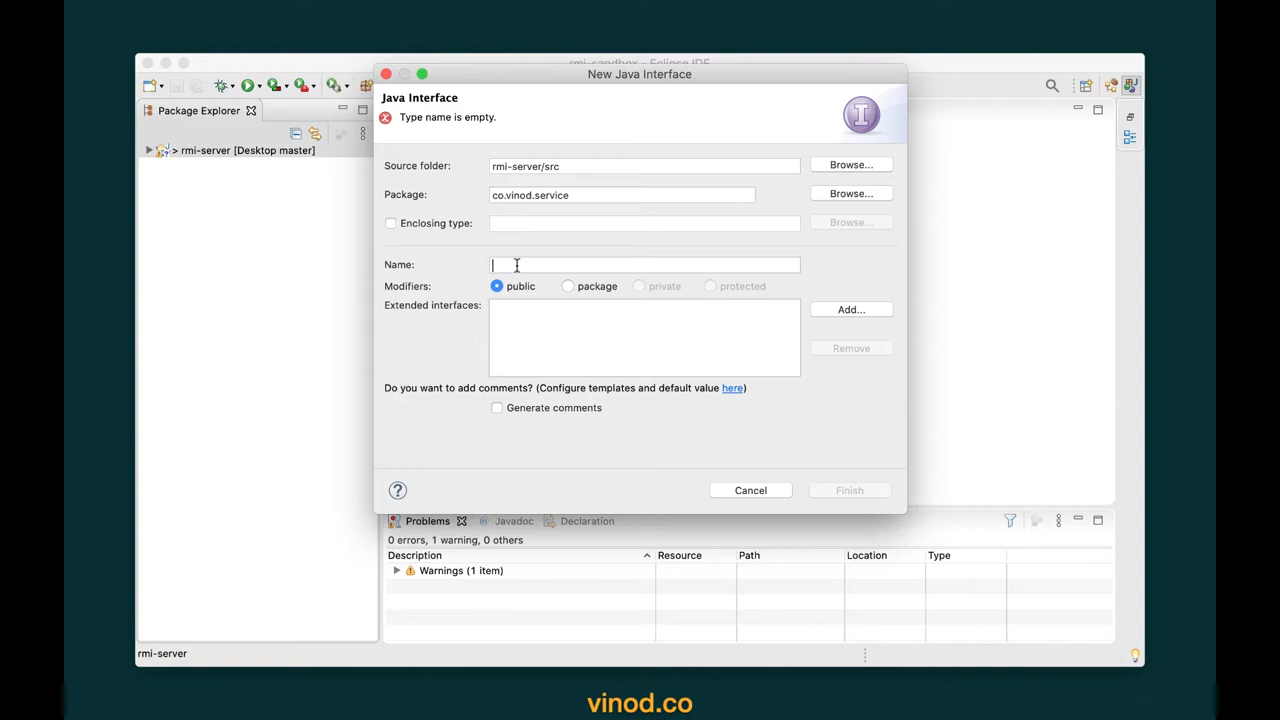 rmi-sandbox - Eclipse IDE
New Java Interface
Java Interface
Type name is empty.
Package Explorer
> rmi-server [Desktop master]
Source folder: rmi-server/src Browse...
Package: co.vinod.service Browse...
Enclosing type: Browse...
Name:
Modifiers: public package private protected
Extended interfaces: Add...
Remove
Do you want to add comments? (Configure templates and default value here)
Generate comments
? Cancel Finish
Problems Javadoc Declaration
0 errors, 1 warning, 0 others
Description Resource Path Location Type
Warnings (1 item)
rmi-server
vinod.co